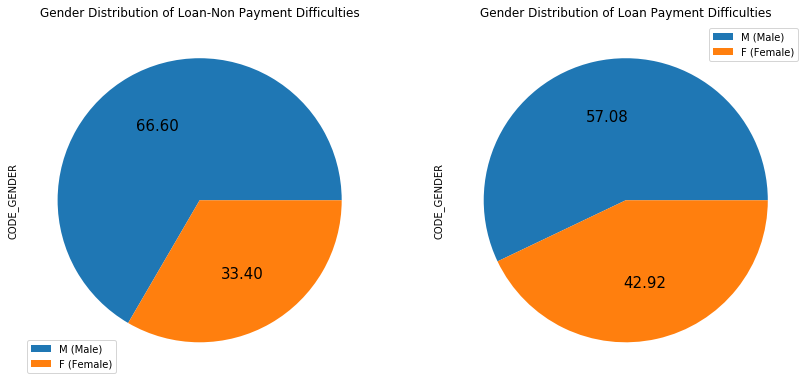 Gender Distribution of Loan-Non Payment Difficulties
CODE_GENDER
66.60
33.40
M (Male)
F (Female)
Gender Distribution of Loan Payment Difficulties
M (Male)
F (Female)
CODE_GENDER
57.08
42.92